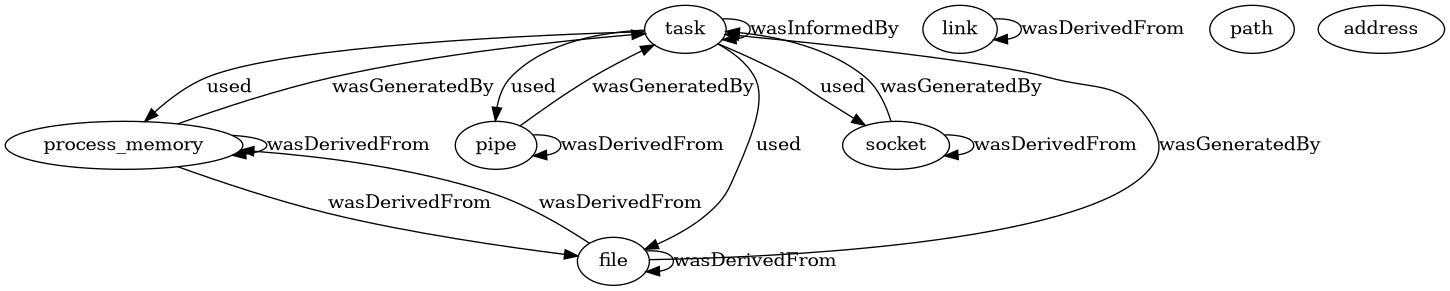 task
wasInformedBy
link
wasDerivedFrom
path
address
used
wasGeneratedBy
used
wasGeneratedBy
used
wasGeneratedBy
process_memory
wasDerivedFrom
pipe
wasDerivedFrom
used
socket
wasDerivedFrom
wasGeneratedBy
wasDerivedFrom
wasDerivedFrom
file
wasDerivedFrom